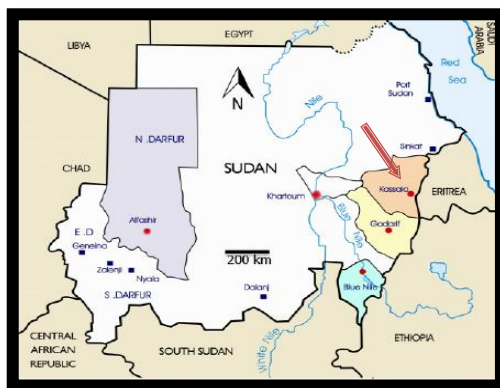 EGYPT
LIBYA
SAUDI
ARABIA
Red
Sea
Nile
Port
Sudan
N
N .DARFUR
Sinkat
CHAD
SUDAN
Kassala
ERITREA
Khartoum
Alfashir
Blue
Nile
Gadarif
E .D
Geneina
Zalenji
Nyala
200 km
S .DARFUR
Dalanj
Blue Nile
White Nile
CENTRAL
AFRICAN
REPUBLIC
SOUTH SUDAN
ETHIOPIA